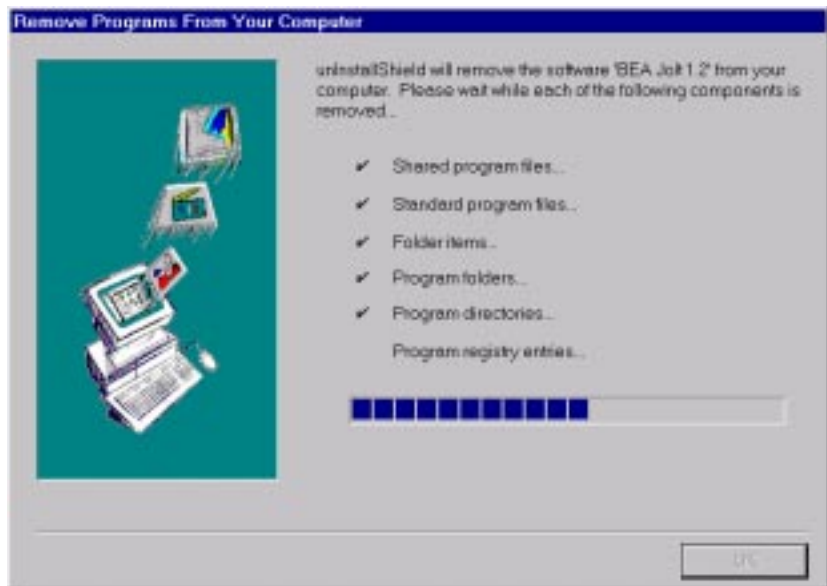 Remove Programs From Your Computer
unInstallShield will remove the software 'BEA Jolt 1.2' from your
computer. Please wait while each of the following components is
removed...
✔ Shared program files...
✔ Standard program files...
✔ Folder items...
✔ Program folders...
✔ Program directories...
Program registry entries...
OK